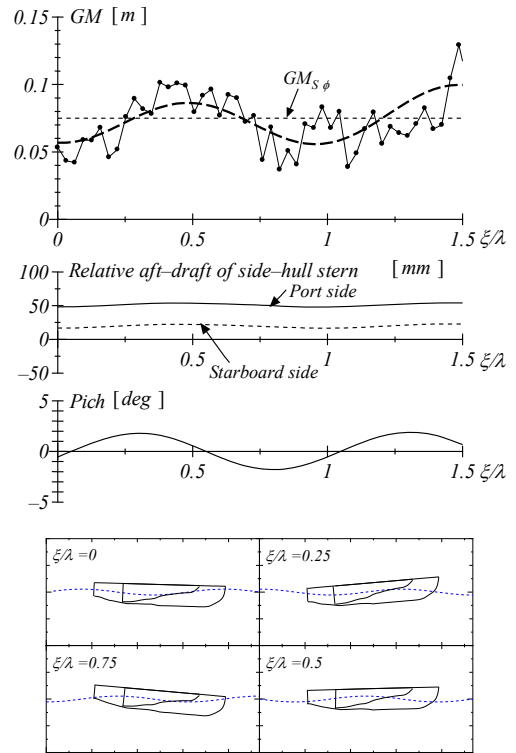 GM [m]
0.15
0.1
0.05
0
GM_S ϕ
0 0.5 1 1.5 ξ/λ
Relative aft–draft of side–hull stern [mm]
100
50
0
–50
Port side
Starboard side
0.5 1 1.5 ξ/λ
Pich [deg]
5
0
–5
0.5 1 1.5 ξ/λ
ξ/λ =0
ξ/λ =0.25
ξ/λ =0.75
ξ/λ =0.5